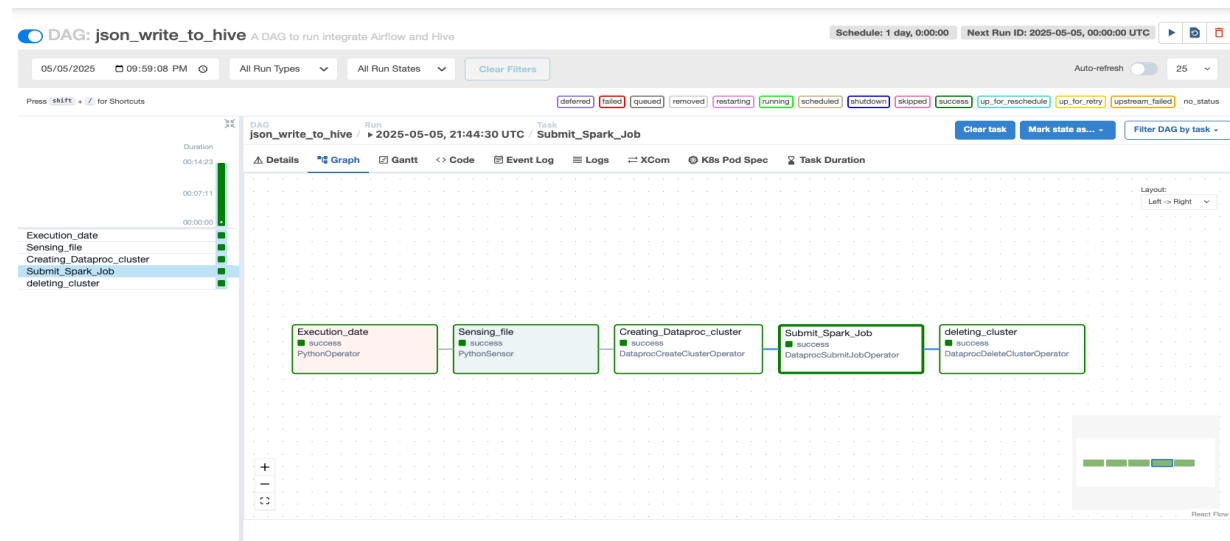 DAG: json_write_to_hive A DAG to run integrate Airflow and Hive
Schedule: 1 day, 0:00:00 Next Run ID: 2025-05-05, 00:00:00 UTC
05/05/2025 09:59:08 PM All Run Types All Run States Clear Filters Auto-refresh 25
Press shift + / for Shortcuts
deferred failed queued removed restarting running scheduled shutdown skipped success up_for_reschedule up_for_retry upstream_failed no_status
DAG Run Task
json_write_to_hive / 2025-05-05, 21:44:30 UTC / Submit_Spark_Job
Clear task Mark state as... Filter DAG by task
Duration
00:14:23
00:07:11
00:00:00
Execution_date
Sensing_file
Creating_Dataproc_cluster
Submit_Spark_Job
deleting_cluster
Details Graph Gantt Code Event Log Logs XCom K8s Pod Spec Task Duration
Layout:
Left -> Right
Execution_date
success
PythonOperator
Sensing_file
success
PythonSensor
Creating_Dataproc_cluster
success
DataprocCreateClusterOperator
Submit_Spark_Job
success
DataprocSubmitJobOperator
deleting_cluster
success
DataprocDeleteClusterOperator
React Flow